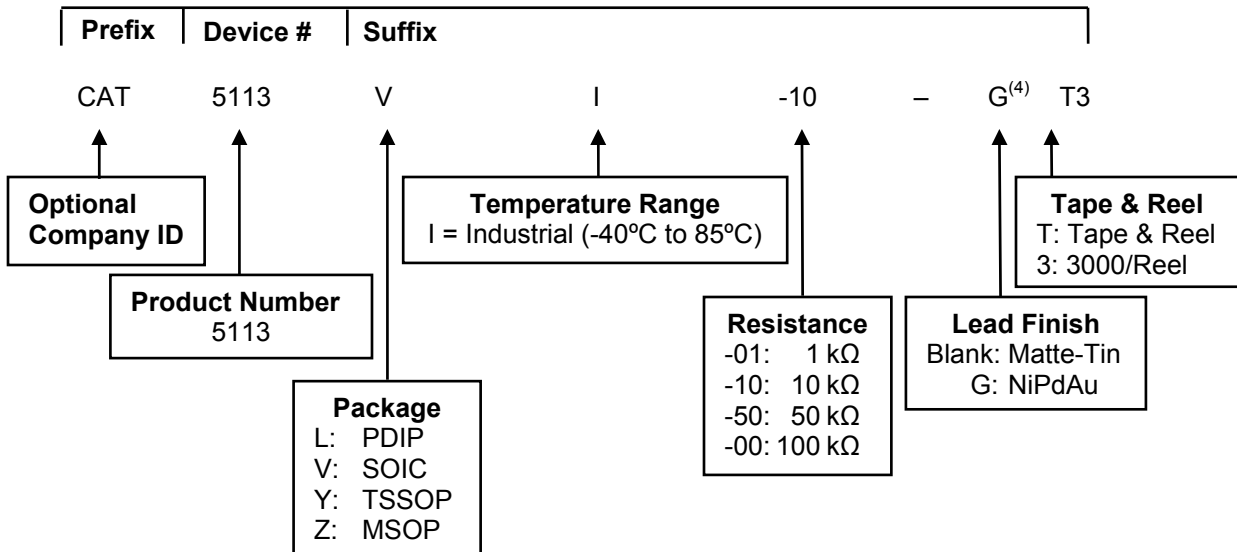 Prefix Device # Suffix
CAT 5113 V I -10 – G(4) T3
Optional
Company ID
Product Number
5113
Package
L: PDIP
V: SOIC
Y: TSSOP
Z: MSOP
Temperature Range
I = Industrial (-40ºC to 85ºC)
Resistance
-01: 1 kΩ
-10: 10 kΩ
-50: 50 kΩ
-00: 100 kΩ
Lead Finish
Blank: Matte-Tin
G: NiPdAu
Tape & Reel
T: Tape & Reel
3: 3000/Reel